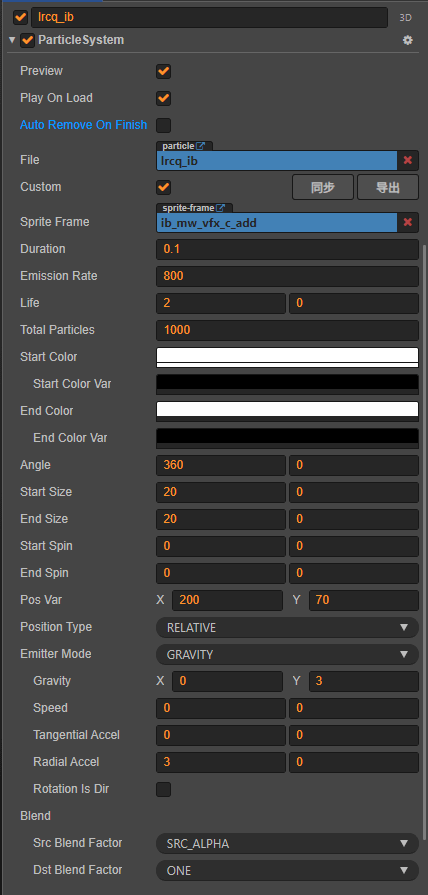 lrcq_ib 3D
ParticleSystem
Preview
Play On Load
Auto Remove On Finish
particle
File lrcq_ib
Custom 同步 导出
sprite-frame
Sprite Frame ib_mw_vfx_c_add
Duration 0.1
Emission Rate 800
Life 2 0
Total Particles 1000
Start Color
Start Color Var
End Color
End Color Var
Angle 360 0
Start Size 20 0
End Size 20 0
Start Spin 0 0
End Spin 0 0
Pos Var X 200 Y 70
Position Type RELATIVE
Emitter Mode GRAVITY
Gravity X 0 Y 3
Speed 0 0
Tangential Accel 0 0
Radial Accel 3 0
Rotation Is Dir
Blend
Src Blend Factor SRC_ALPHA
Dst Blend Factor ONE